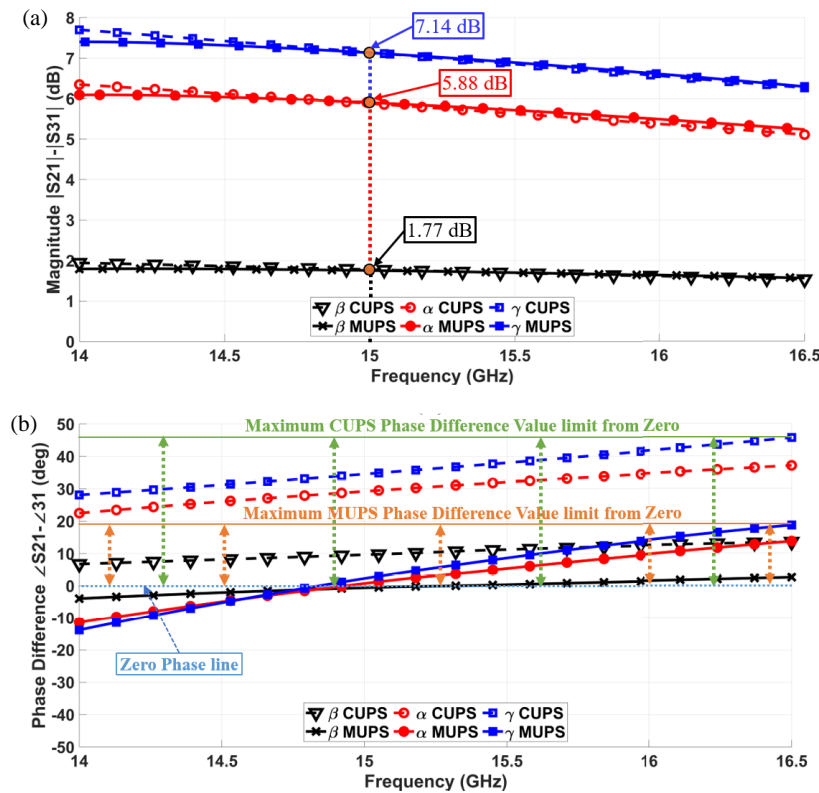 (a)
Magnitude |S21|-|S31| (dB)
8
7
6
5
4
3
2
1
0
7.14 dB
5.88 dB
1.77 dB
β CUPS α CUPS γ CUPS
β MUPS α MUPS γ MUPS
14 14.5 15 15.5 16 16.5
Frequency (GHz)
(b)
Phase Difference ∠S21-∠31 (deg)
50
40
30
20
10
0
-10
-20
-30
-40
-50
Maximum CUPS Phase Difference Value limit from Zero
Maximum MUPS Phase Difference Value limit from Zero
Zero Phase line
β CUPS α CUPS γ CUPS
β MUPS α MUPS γ MUPS
14 14.5 15 15.5 16 16.5
Frequency (GHz)